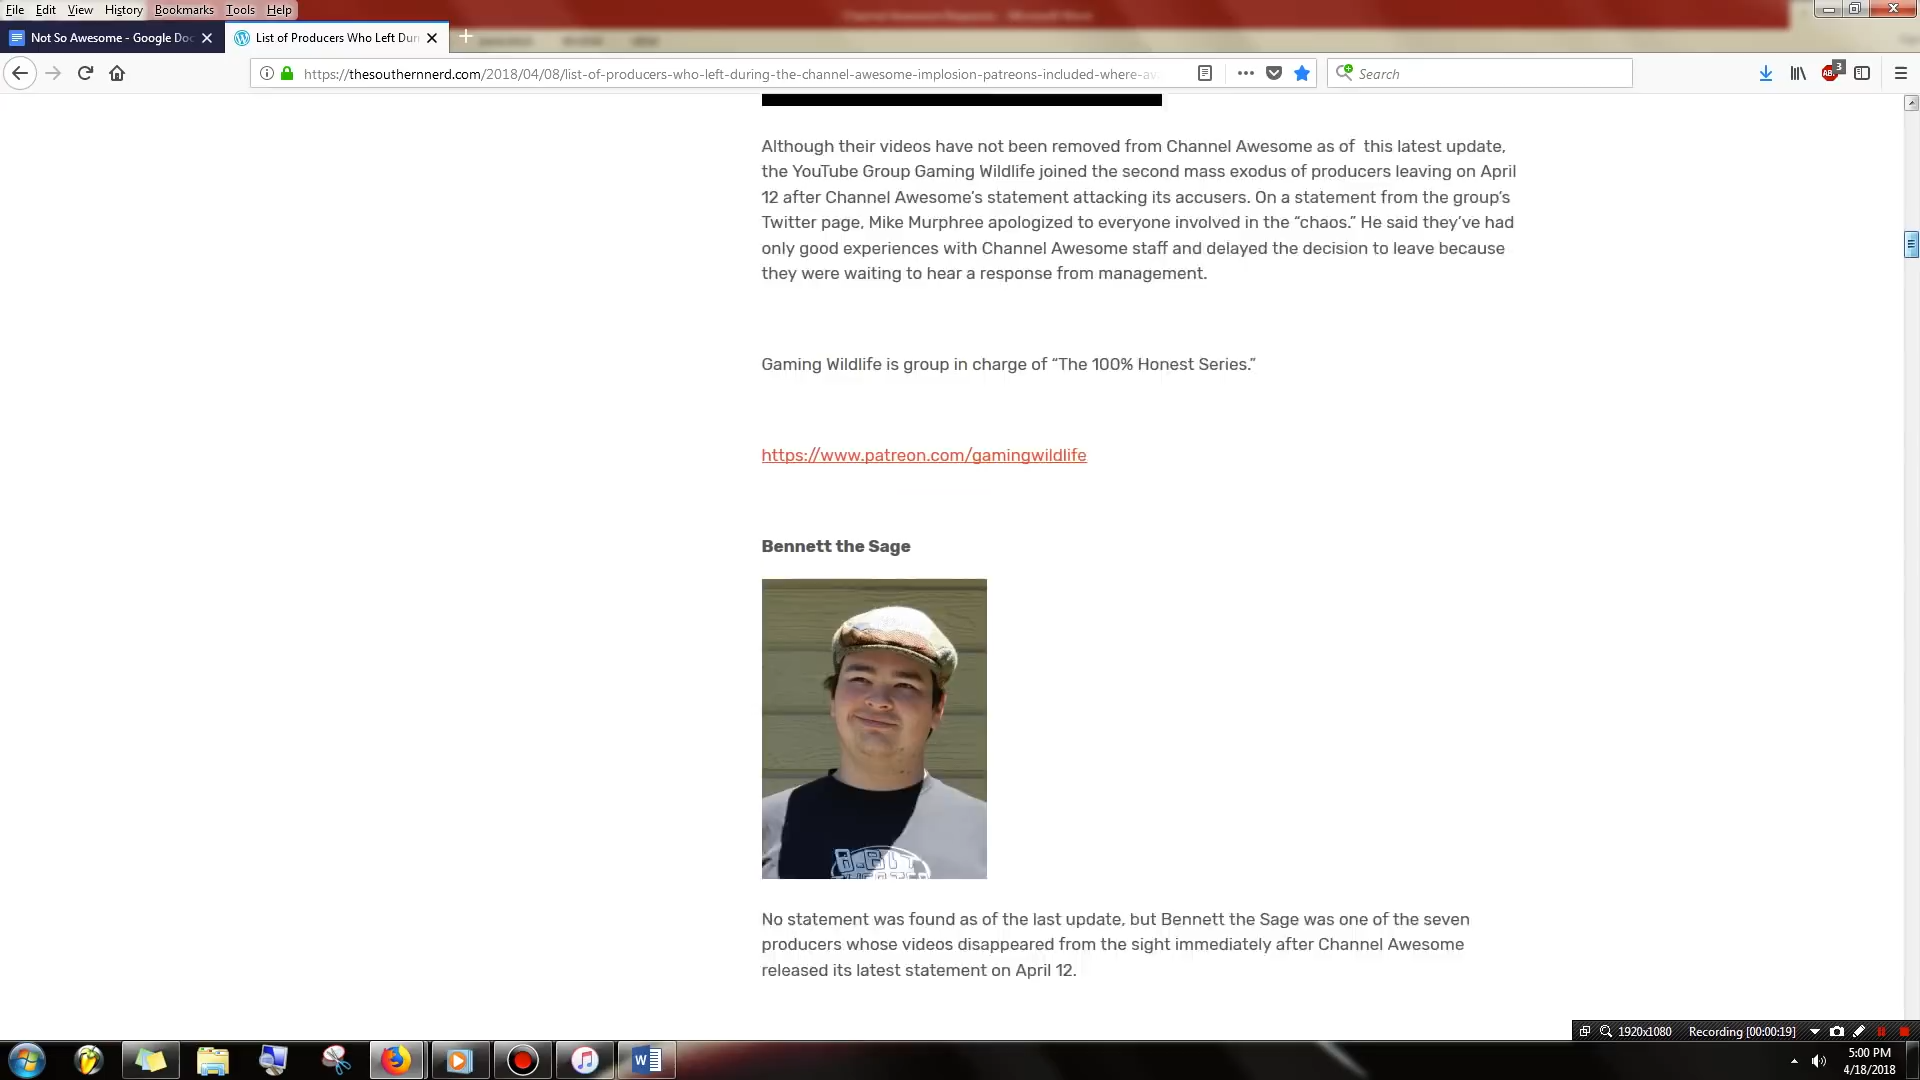 File Edit View History Bookmarks Tools Help
Not So Awesome - Google Doc
List of Producers Who Left Duri
https://thesouthernnerd.com/2018/04/08/list-of-producers-who-left-during-the-channel-awesome-implosion-patreons-included-where-av
Search
3
Although their videos have not been removed from Channel Awesome as of  this latest update,
the YouTube Group Gaming Wildlife joined the second mass exodus of producers leaving on April
12 after Channel Awesome’s statement attacking its accusers. On a statement from the group’s
Twitter page, Mike Murphree apologized to everyone involved in the “chaos.” He said they’ve had
only good experiences with Channel Awesome staff and delayed the decision to leave because
they were waiting to hear a response from management.
Gaming Wildlife is group in charge of “The 100% Honest Series.”
https://www.patreon.com/gamingwildlife
Bennett the Sage
8-BIT
No statement was found as of the last update, but Bennett the Sage was one of the seven
producers whose videos disappeared from the sight immediately after Channel Awesome
released its latest statement on April 12.
1920x1080 Recording [00:00:19]
5:00 PM
4/18/2018